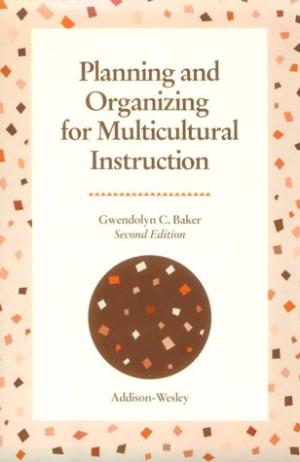 Planning and
Organizing
for Multicultural
Instruction
Gwendolyn C. Baker
Second Edition
Addison-Wesley